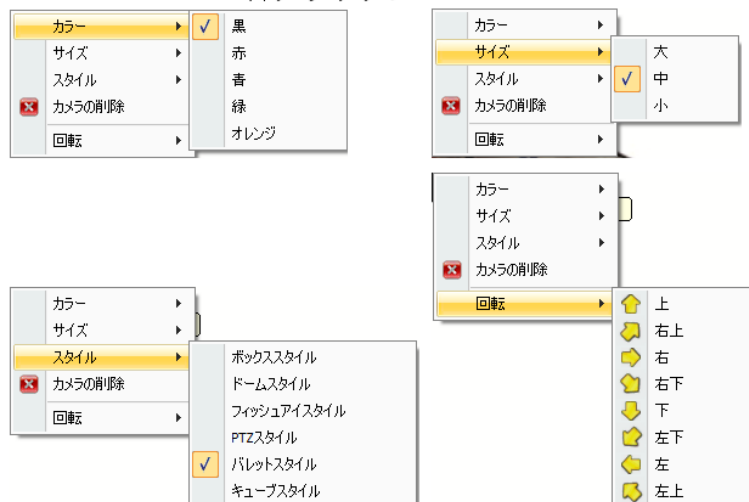 カラー
サイズ
スタイル
カメラの削除
回転
黒
赤
青
緑
オレンジ
カラー
サイズ
スタイル
カメラの削除
回転
大
中
小
カラー
サイズ
スタイル
カメラの削除
回転
ボックススタイル
ドームスタイル
フィッシュアイスタイル
PTZスタイル
バレットスタイル
キューブスタイル
カラー
サイズ
スタイル
カメラの削除
回転
上
右上
右
右下
下
左下
左
左上